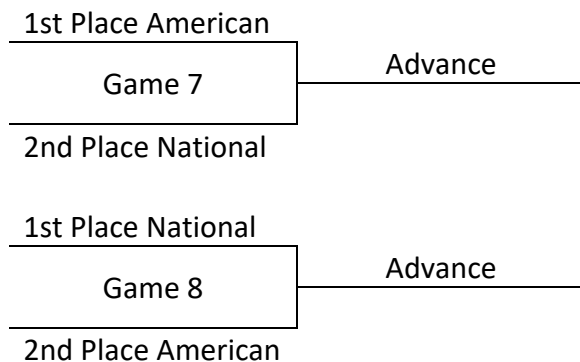 1st Place American
Advance
Game 7
2nd Place National
1st Place National
Advance
Game 8
2nd Place American